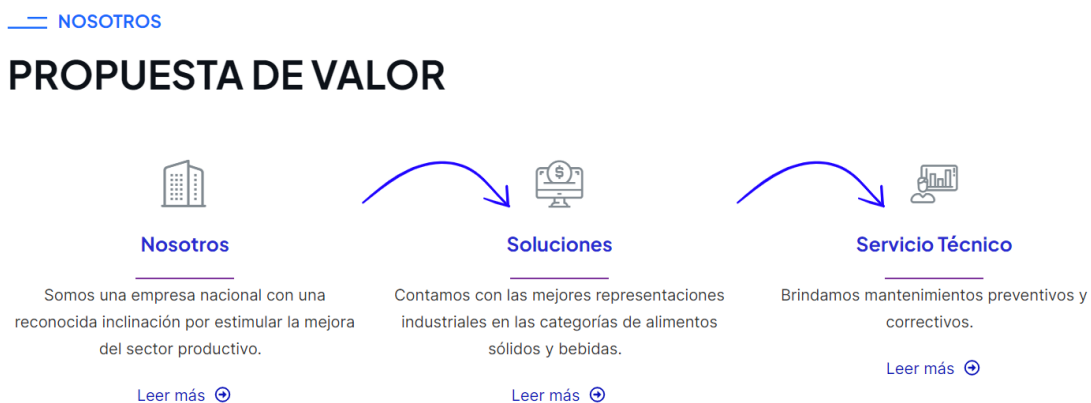 NOSOTROS
PROPUESTA DE VALOR
Nosotros
Somos una empresa nacional con una
reconocida inclinación por estimular la mejora
del sector productivo.
Leer más
Soluciones
Contamos con las mejores representaciones
industriales en las categorías de alimentos
sólidos y bebidas.
Leer más
Servicio Técnico
Brindamos mantenimientos preventivos y
correctivos.
Leer más